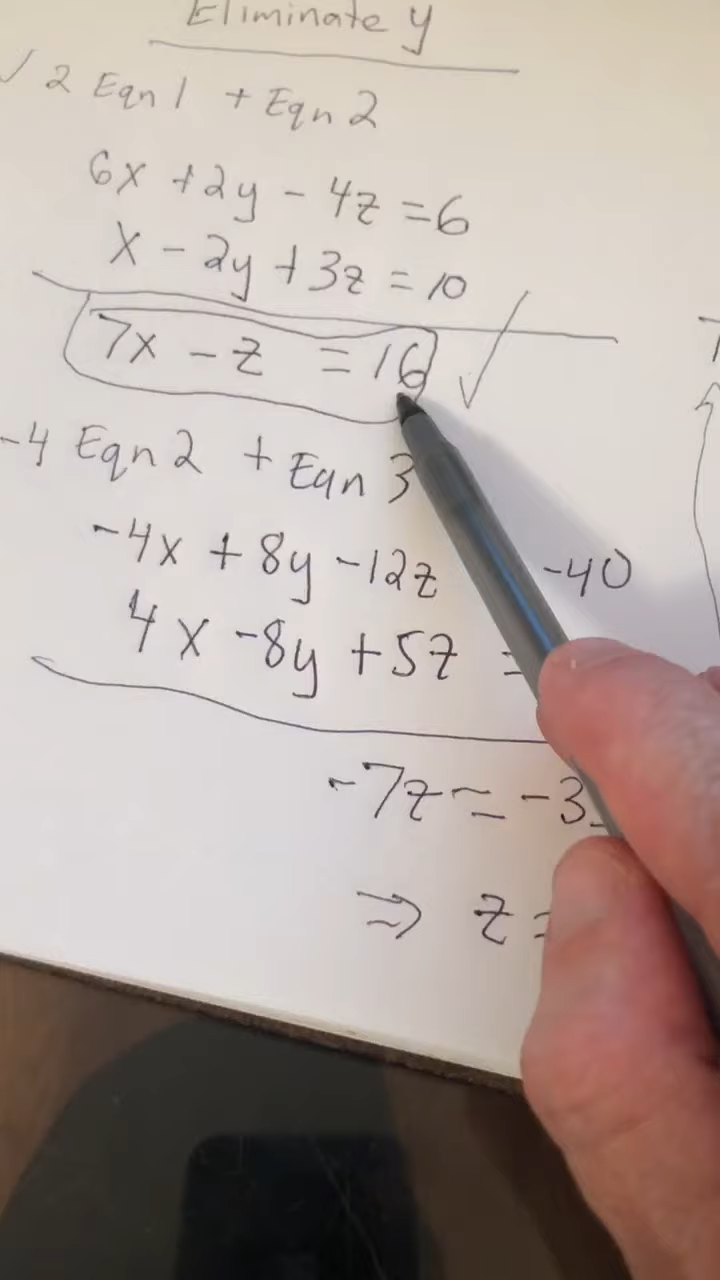 Eliminate y
✓ 2 Eqn 1 + Eqn 2
6x + 2y - 4z = 6
x - 2y + 3z = 10
7x - z = 16 ✓
-4 Eqn 2 + Eqn 3
-4x + 8y - 12z -40
4x - 8y + 5z =
-7z = -3
⇒ z =